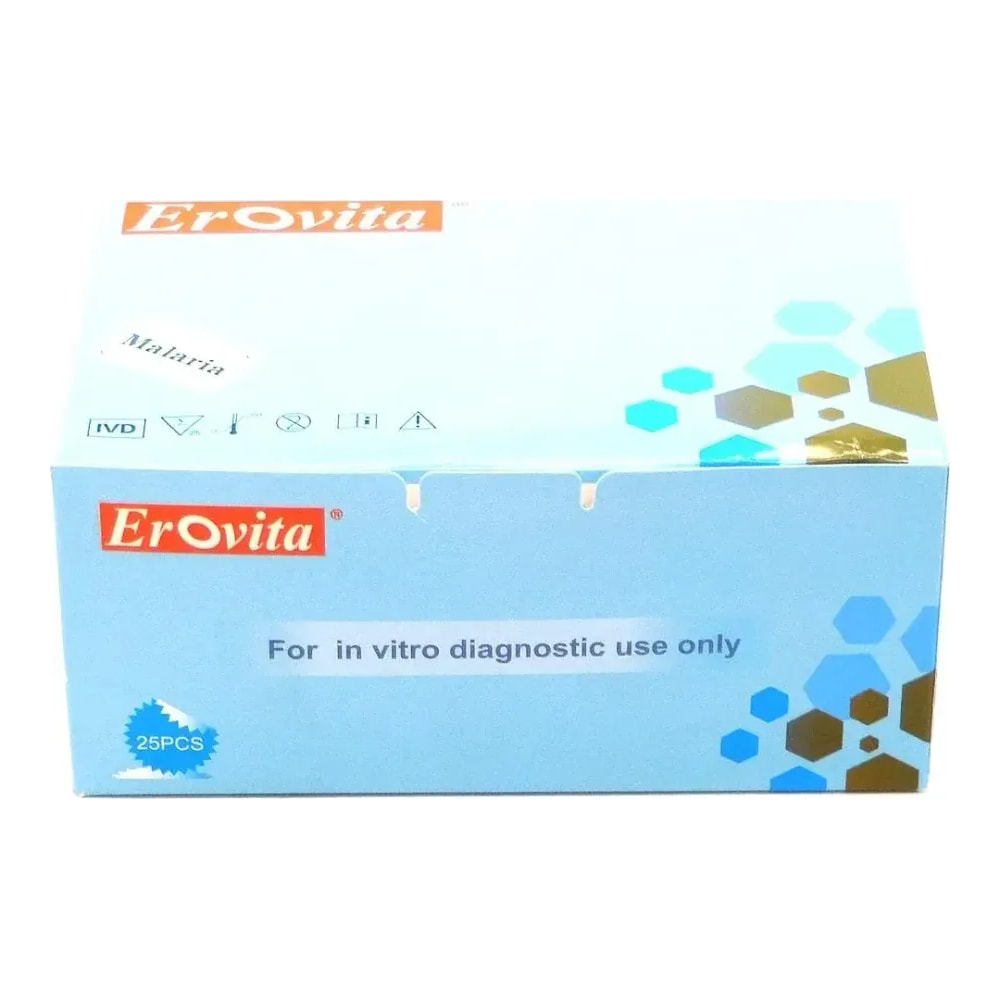 ErOvita
Malaria
IVD
ErOvita®
For in vitro diagnostic use only
25PCS